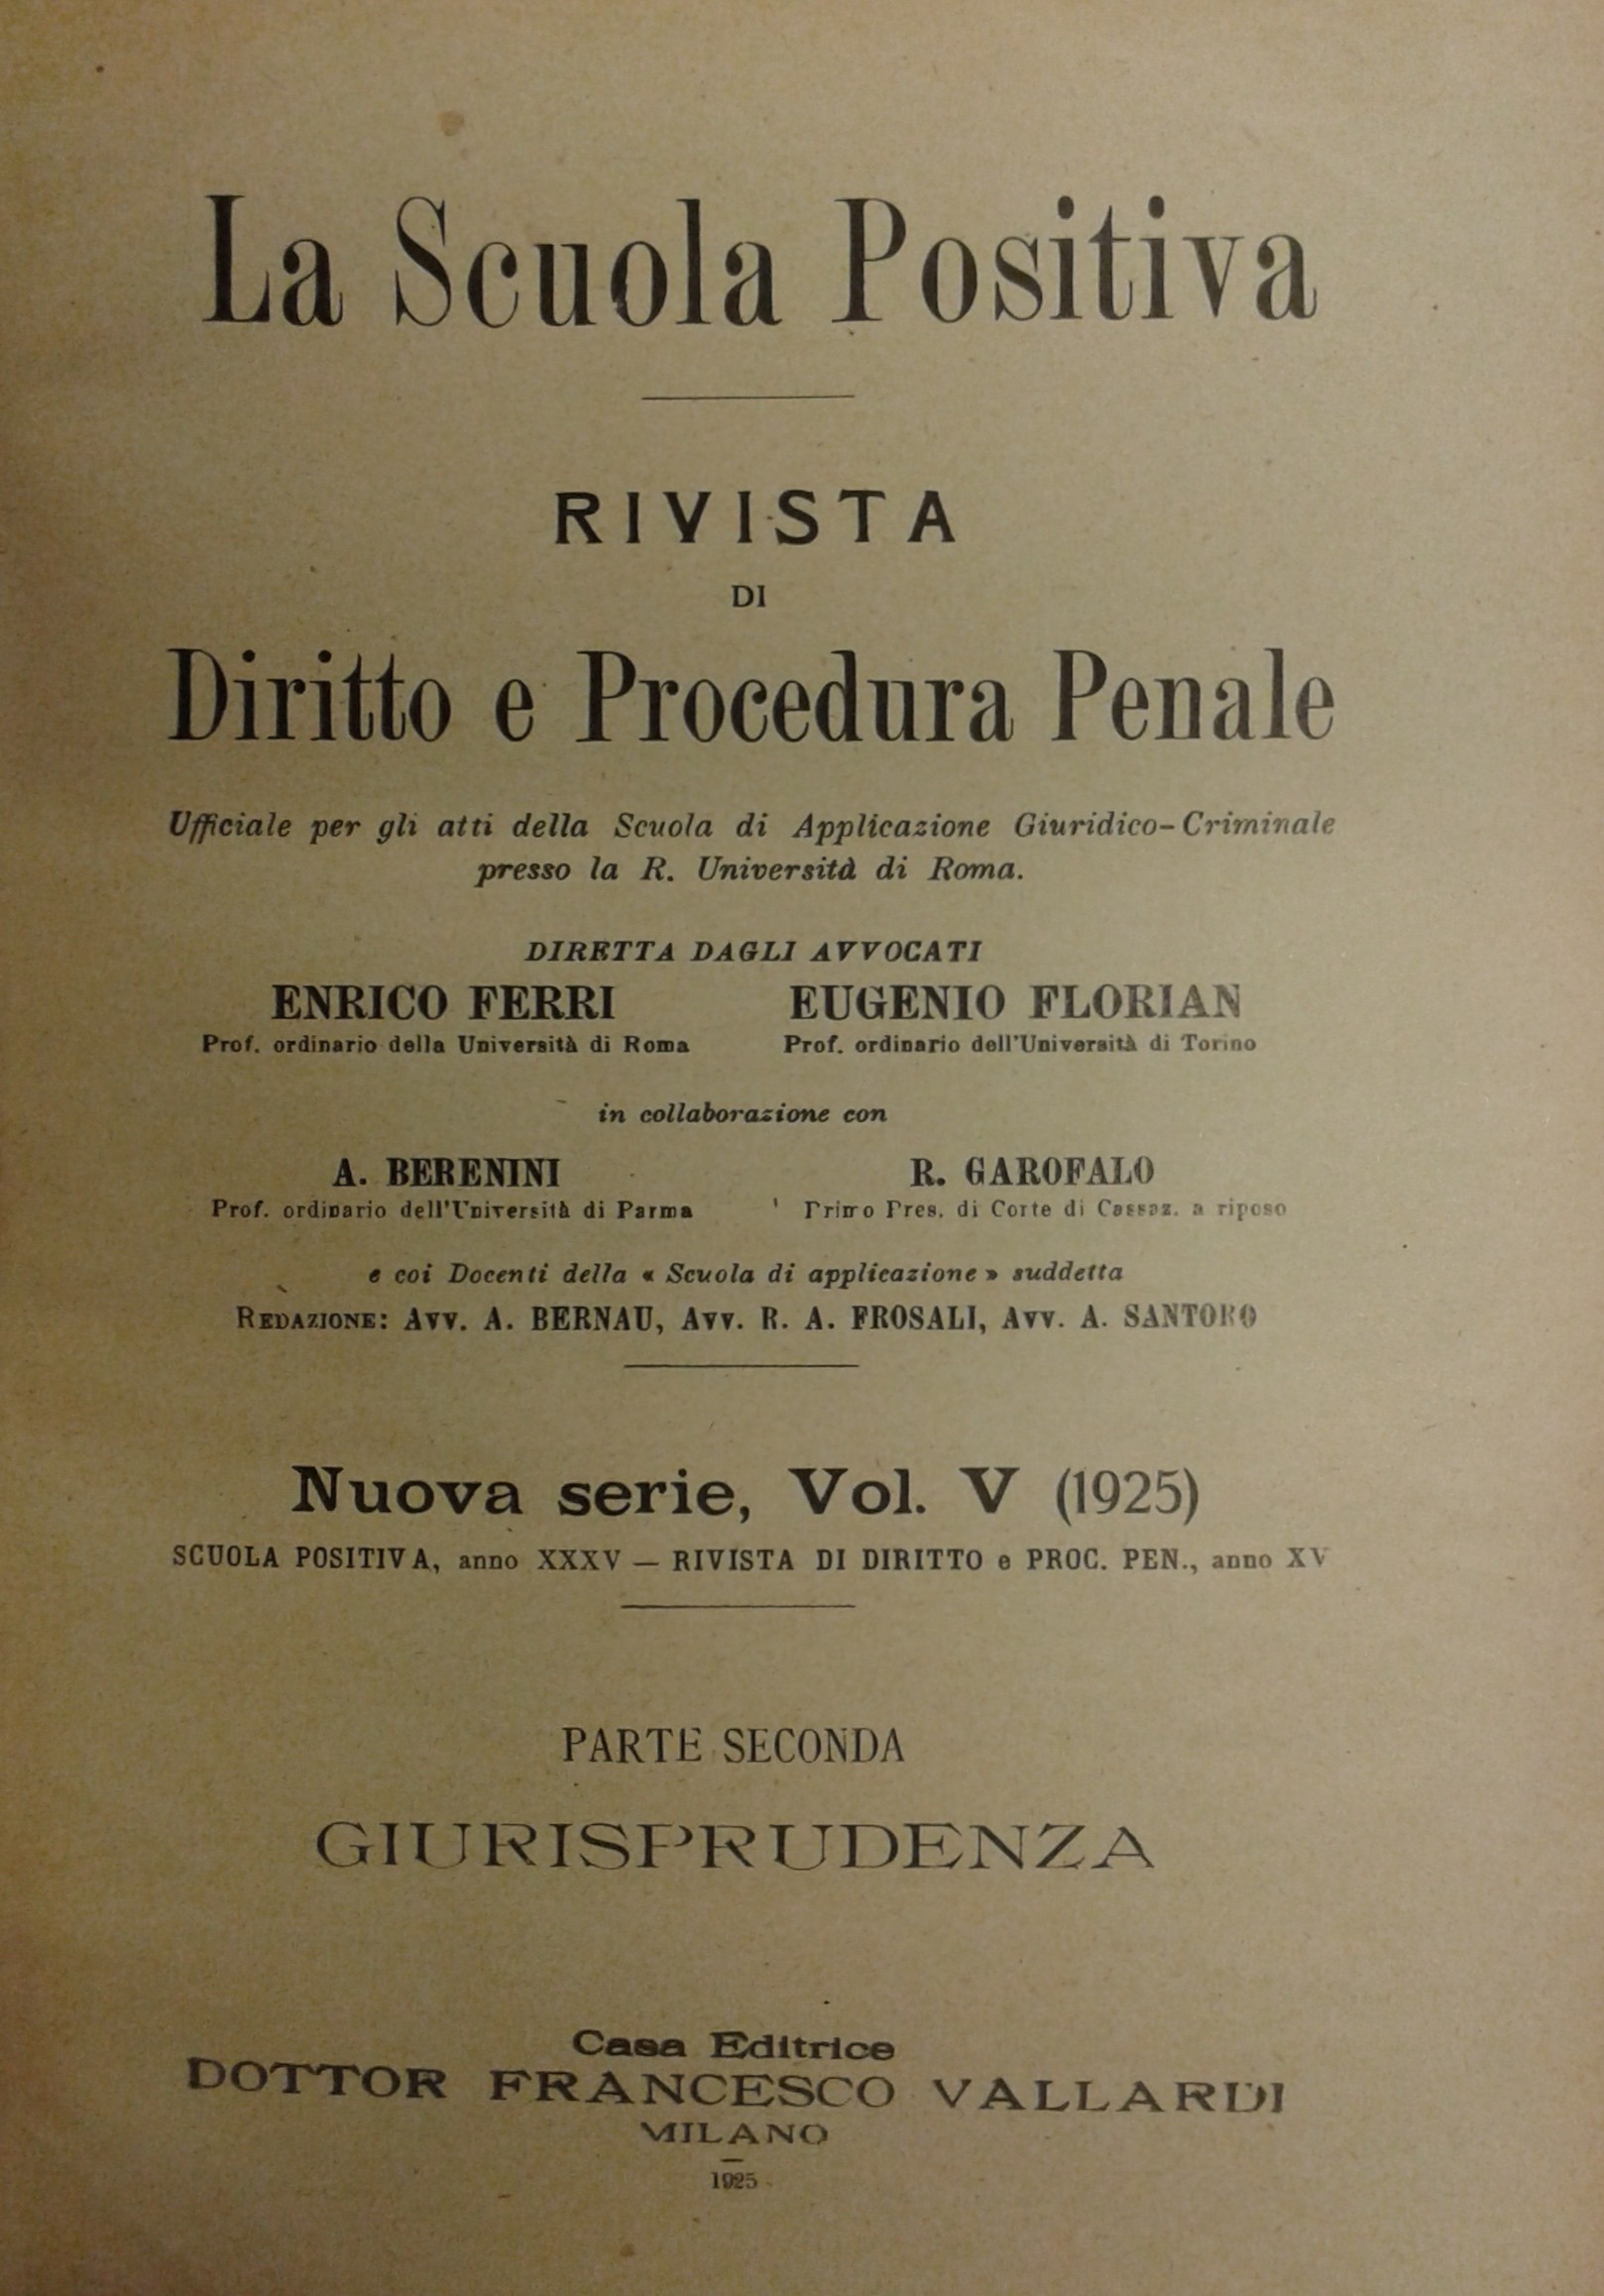 La Scuola Positiva
RIVISTA
DI
Diritto e Procedura Penale
Ufficiale per gli atti della Scuola di Applicazione Giuridico-Criminale
presso la R. Università di Roma.
DIRETTA DAGLI AVVOCATI
ENRICO FERRI EUGENIO FLORIAN
Prof. ordinario della Università di Roma Prof. ordinario dell'Università di Torino
in collaborazione con
A. BERENINI R. GAROFALO
Prof. ordinario dell'Università di Parma Primo Pres. di Corte di Cassaz. a riposo
e coi Docenti della « Scuola di applicazione » suddetta
REDAZIONE: AVV. A. BERNAU, AVV. R. A. FROSALI, AVV. A. SANTORO
Nuova serie, Vol. V (1925)
SCUOLA POSITIVA, anno XXXV — RIVISTA DI DIRITTO e PROC. PEN., anno XV
PARTE SECONDA
GIURISPRUDENZA
Casa Editrice
DOTTOR FRANCESCO VALLARDI
MILANO
1925